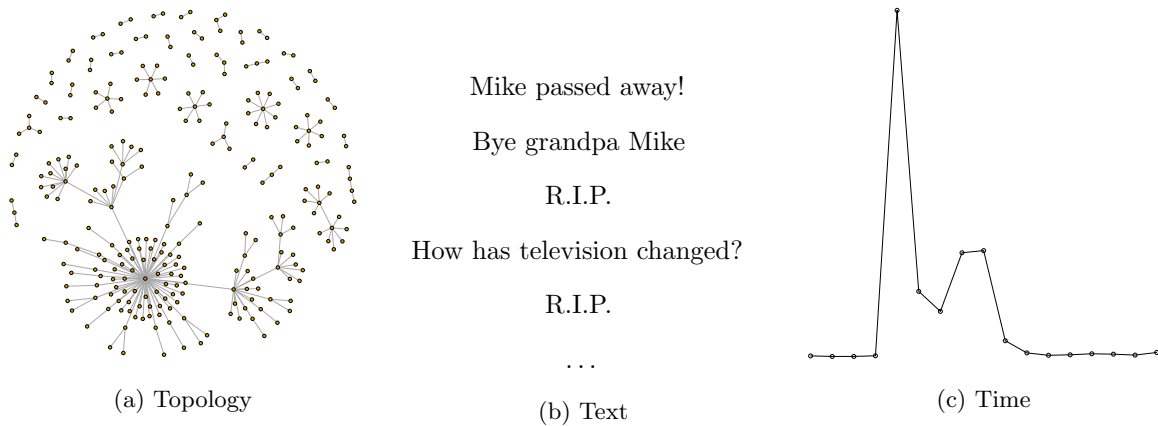 Mike passed away!
Bye grandpa Mike
R.I.P.
How has television changed?
R.I.P.
...
(a) Topology
(b) Text
(c) Time